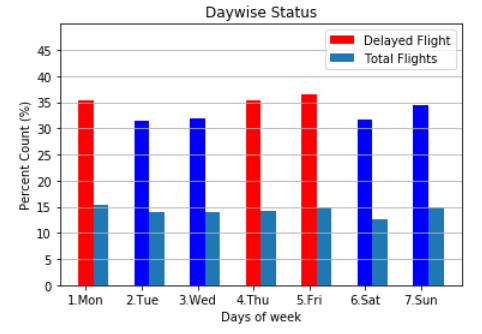 Daywise Status
Delayed Flight
Total Flights
Percent Count (%)
45
40
35
30
25
20
15
10
5
0
1.Mon 2.Tue 3.Wed 4.Thu 5.Fri 6.Sat 7.Sun
Days of week